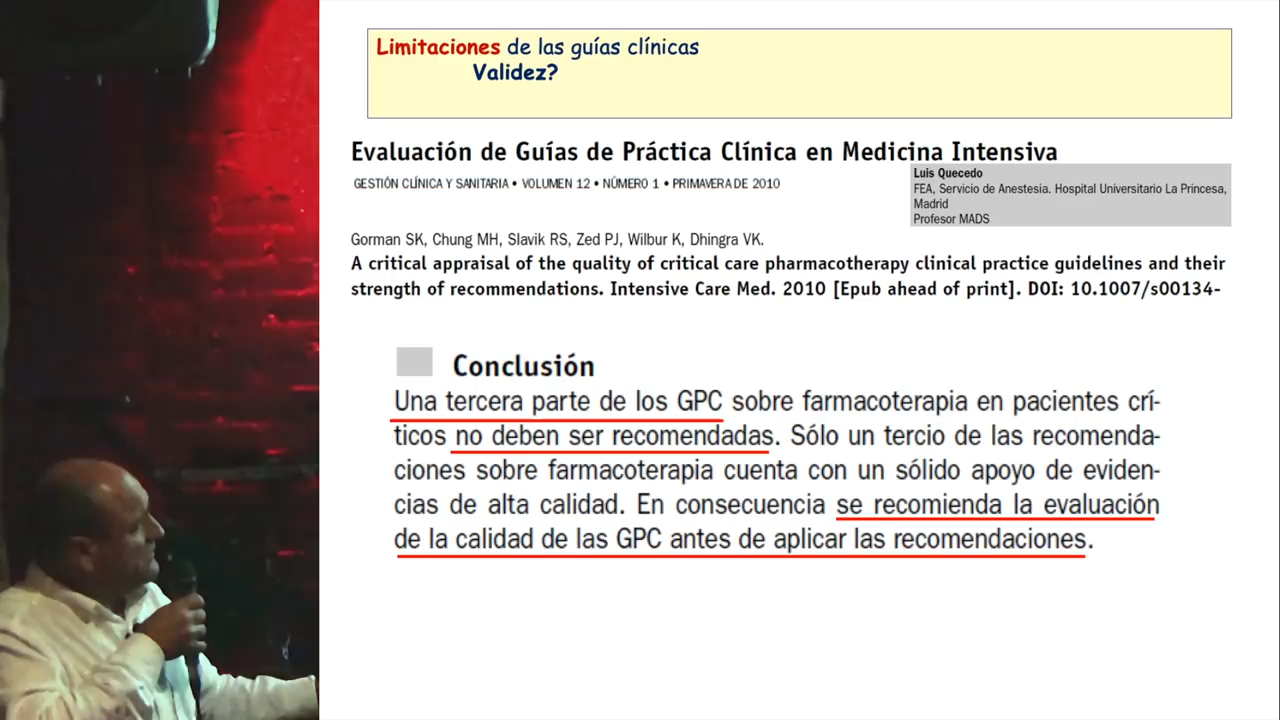 Limitaciones de las guías clínicas
Validez?
Evaluación de Guías de Práctica Clínica en Medicina Intensiva
GESTIÓN CLÍNICA Y SANITARIA • VOLUMEN 12 • NÚMERO 1 • PRIMAVERA DE 2010
Luis Quecedo
FEA, Servicio de Anestesia. Hospital Universitario La Princesa,
Madrid
Profesor MADS
Gorman SK, Chung MH, Slavik RS, Zed PJ, Wilbur K, Dhingra VK.
A critical appraisal of the quality of critical care pharmacotherapy clinical practice guidelines and their
strength of recommendations. Intensive Care Med. 2010 [Epub ahead of print]. DOI: 10.1007/s00134-
Conclusión
Una tercera parte de los GPC sobre farmacoterapia en pacientes crí-
ticos no deben ser recomendadas. Sólo un tercio de las recomenda-
ciones sobre farmacoterapia cuenta con un sólido apoyo de eviden-
cias de alta calidad. En consecuencia se recomienda la evaluación
de la calidad de las GPC antes de aplicar las recomendaciones.